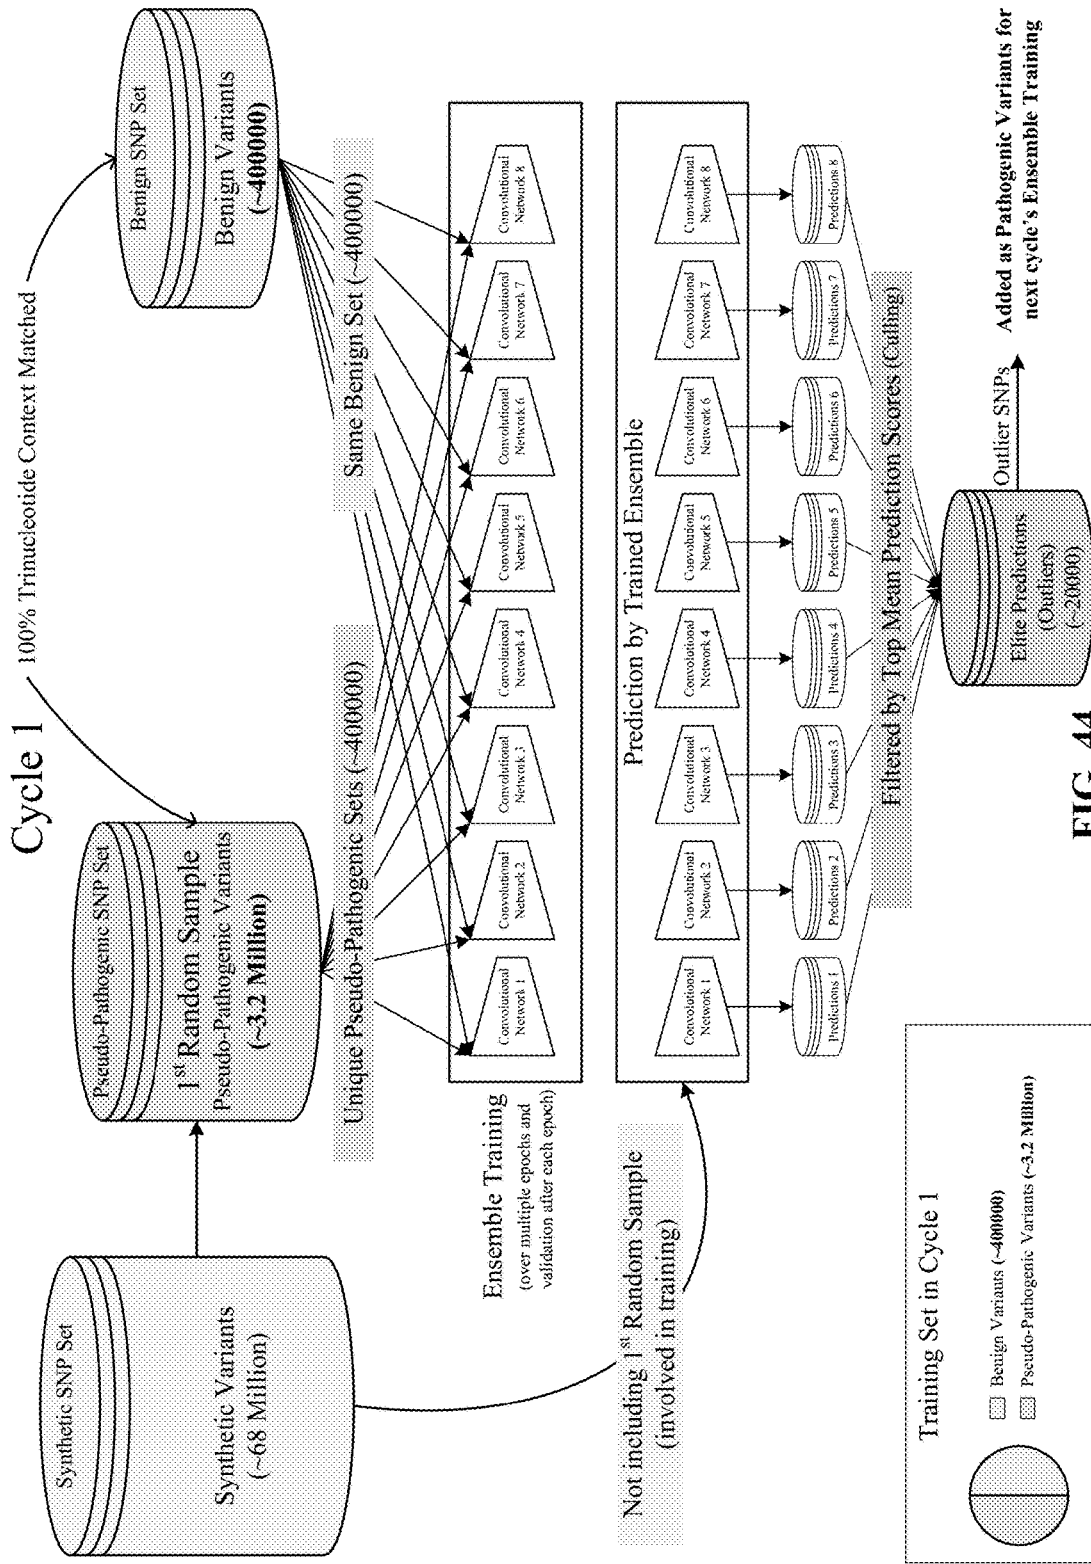 Cycle 1
100% Trinucleotide Context Matched
Synthetic SNP Set
Synthetic Variants
(~68 Million)
Pseudo-Pathogenic SNP Set
1st Random Sample
Pseudo-Pathogenic Variants
(~3.2 Million)
Benign SNP Set
Benign Variants
(~400000)
Unique Pseudo-Pathogenic Sets (~400000)
Same Benign Set (~400000)
Ensemble Training
(over multiple epochs and
validation after each epoch)
Convolutional
Network 1
Convolutional
Network 2
Convolutional
Network 3
Convolutional
Network 4
Convolutional
Network 5
Convolutional
Network 6
Convolutional
Network 7
Convolutional
Network 8
Not including 1st Random Sample
(involved in training)
Prediction by Trained Ensemble
Convolutional
Network 1
Convolutional
Network 2
Convolutional
Network 3
Convolutional
Network 4
Convolutional
Network 5
Convolutional
Network 6
Convolutional
Network 7
Convolutional
Network 8
Predictions 1
Predictions 2
Predictions 3
Predictions 4
Predictions 5
Predictions 6
Predictions 7
Predictions 8
Filtered by Top Mean Prediction Scores (Culling)
Elite Predictions
(Outliers)
(~20000)
Outlier SNPs
Added as Pathogenic Variants for
next cycle's Ensemble Training
Training Set in Cycle 1
Benign Variants (~400000)
Pseudo-Pathogenic Variants (~3.2 Million)
FIG. 44